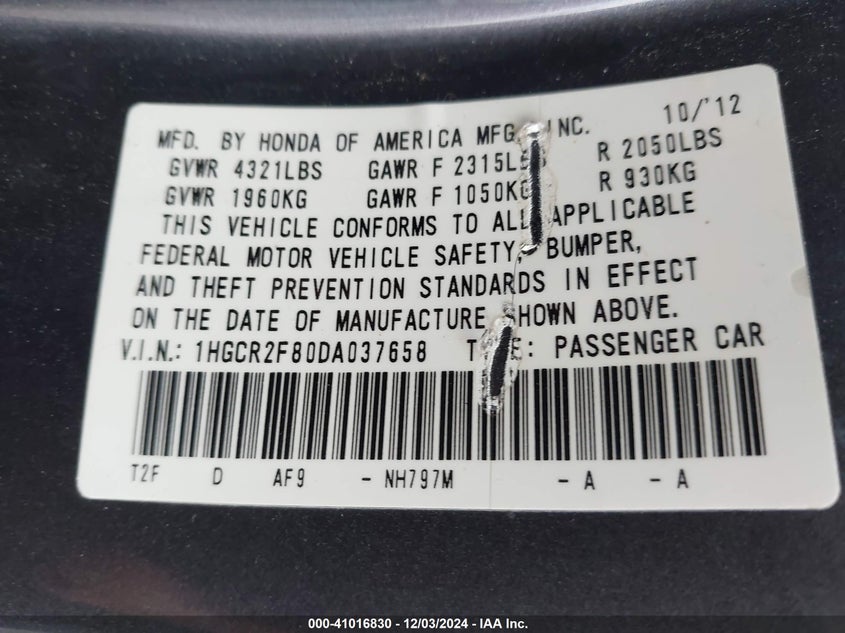 10/'12
MFD. BY HONDA OF AMERICA MFG. INC.
GVWR 4321LBS GAWR F 2315LBS R 2050LBS
GVWR 1960KG GAWR F 1050KG R 930KG
THIS VEHICLE CONFORMS TO ALL APPLICABLE
FEDERAL MOTOR VEHICLE SAFETY, BUMPER,
AND THEFT PREVENTION STANDARDS IN EFFECT
ON THE DATE OF MANUFACTURE SHOWN ABOVE.
V.I.N.: 1HGCR2F80DA037658 TYPE: PASSENGER CAR
T2F D AF9 - NH797M - A - A
000-41016830 - 12/03/2024 - IAA Inc.